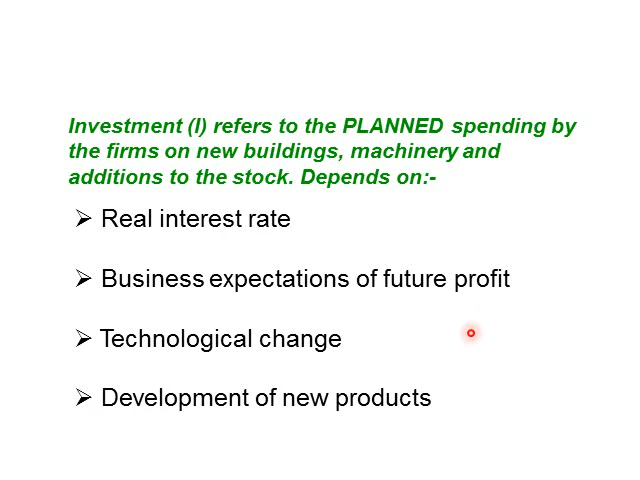 Investment (I) refers to the PLANNED spending by
the firms on new buildings, machinery and
additions to the stock. Depends on:-
➢ Real interest rate
➢ Business expectations of future profit
➢ Technological change
➢ Development of new products